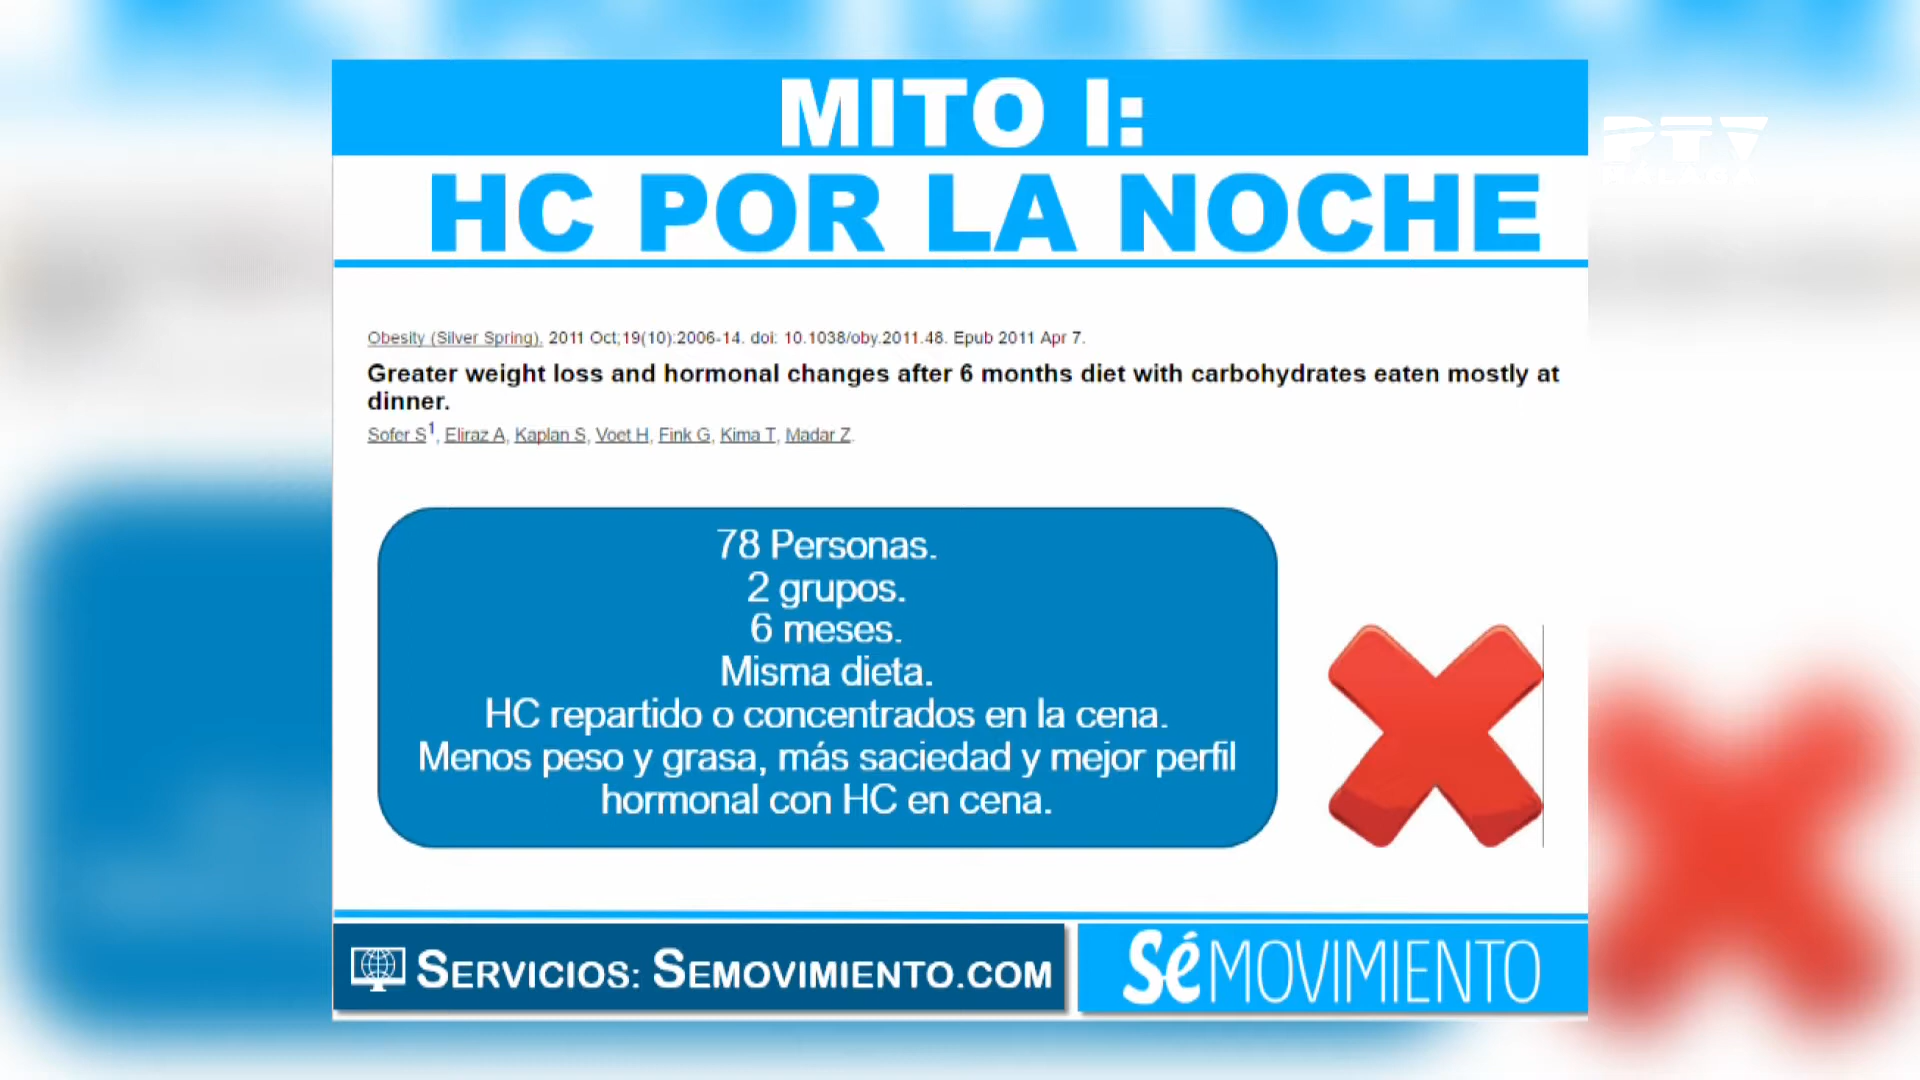 MITO I:
HC POR LA NOCHE
PTV
MÁLAGA
Obesity (Silver Spring). 2011 Oct;19(10):2006-14. doi: 10.1038/oby.2011.48. Epub 2011 Apr 7.
Greater weight loss and hormonal changes after 6 months diet with carbohydrates eaten mostly at
dinner.
Sofer S1, Eliraz A, Kaplan S, Voet H, Fink G, Kima T, Madar Z.
78 Personas.
2 grupos.
6 meses.
Misma dieta.
HC repartido o concentrados en la cena.
Menos peso y grasa, más saciedad y mejor perfil
hormonal con HC en cena.
SERVICIOS: SEMOVIMIENTO.COM
SéMOVIMIENTO